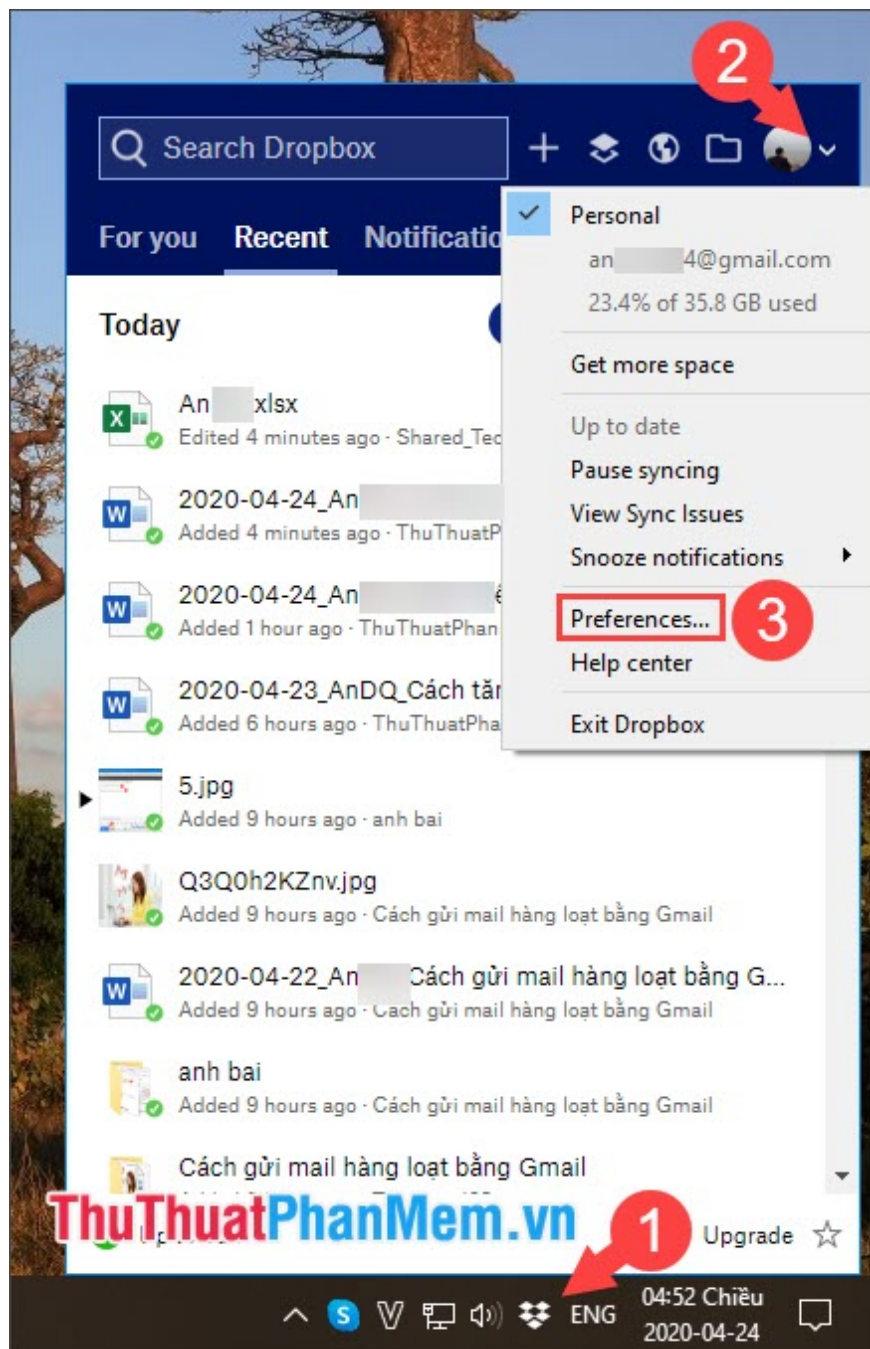 2
Search Dropbox
For you Recent Notificatio
Personal
an 4@gmail.com
23.4% of 35.8 GB used
Get more space
Up to date
Pause syncing
View Sync Issues
Snooze notifications
Preferences... 3
Help center
Exit Dropbox
Today
An xlsx
Edited 4 minutes ago · Shared_Tec
2020-04-24_An
Added 4 minutes ago · ThuThuatP
2020-04-24_An
Added 1 hour ago · ThuThuatPhan
2020-04-23_AnDQ_Cách tăn
Added 6 hours ago · ThuThuatPha
5.jpg
Added 9 hours ago · anh bai
Q3Q0h2KZnv.jpg
Added 9 hours ago · Cách gửi mail hàng loạt bằng Gmail
2020-04-22_An Cách gửi mail hàng loạt bằng G...
Added 9 hours ago · Cách gửi mail hàng loạt bằng Gmail
anh bai
Added 9 hours ago · Cách gửi mail hàng loạt bằng Gmail
Cách gửi mail hàng loạt bằng Gmail
ThuThuatPhanMem.vn
1
Upgrade
ENG
04:52 Chiều
2020-04-24